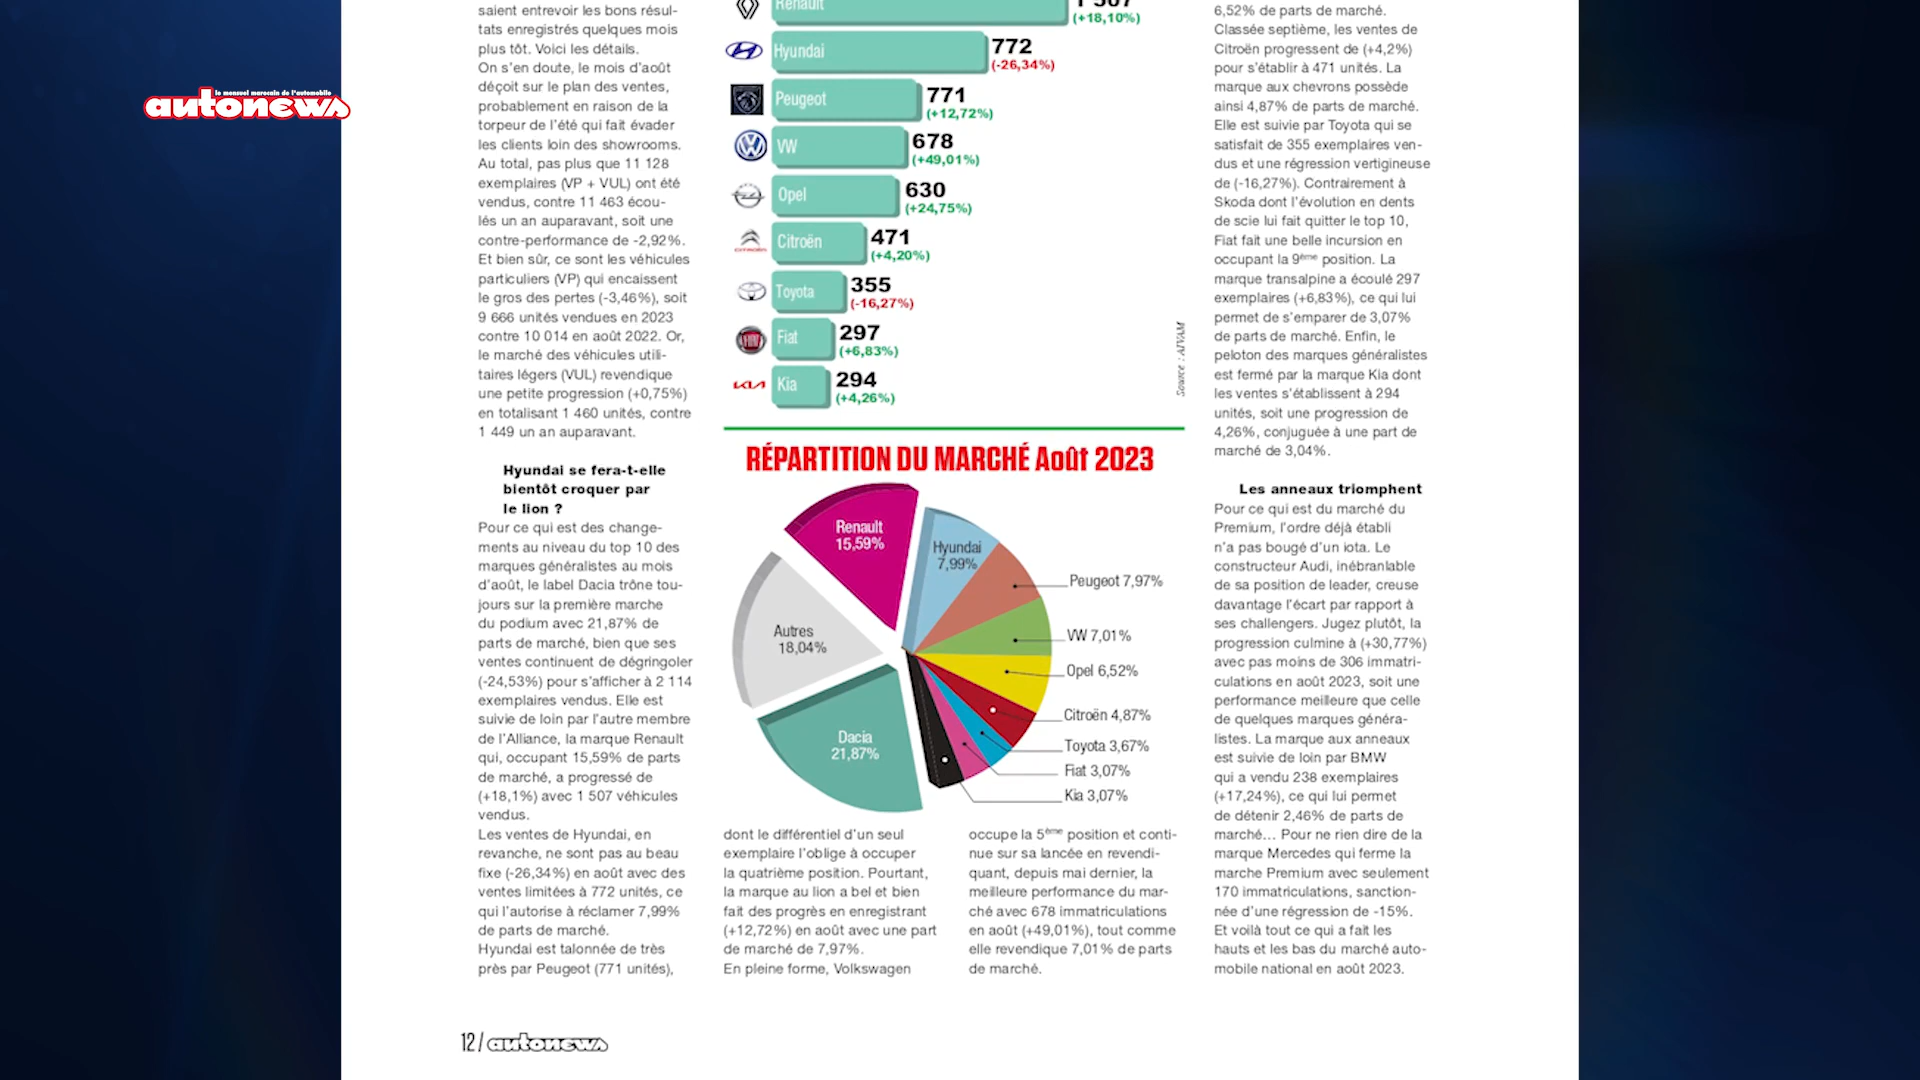 le mensuel marocain de l'automobile
autonews
saient entrevoir les bons résul-
tats enregistrés quelques mois
plus tôt. Voici les détails.
On s'en doute, le mois d'août
déçoit sur le plan des ventes,
probablement en raison de la
torpeur de l'été qui fait évader
les clients loin des showrooms.
Au total, pas plus que 11 128
exemplaires (VP + VUL) ont été
vendus, contre 11 463 écou-
lés un an auparavant, soit une
contre-performance de -2,92%.
Et bien sûr, ce sont les véhicules
particuliers (VP) qui encaissent
le gros des pertes (-3,46%), soit
9 666 unités vendues en 2023
contre 10 014 en août 2022. Or,
le marché des véhicules utili-
taires légers (VUL) revendique
une petite progression (+0,75%)
en totalisant 1 460 unités, contre
1 449 un an auparavant.
Hyundai se fera-t-elle
bientôt croquer par
le lion ?
Pour ce qui est des change-
ments au niveau du top 10 des
marques généralistes au mois
d'août, le label Dacia trône tou-
jours sur la première marche
du podium avec 21,87% de
parts de marché, bien que ses
ventes continuent de dégringoler
(-24,53%) pour s'afficher à 2 114
exemplaires vendus. Elle est
suivie de loin par l'autre membre
de l'Alliance, la marque Renault
qui, occupant 15,59% de parts
de marché, a progressé de
(+18,1%) avec 1 507 véhicules
vendus.
Les ventes de Hyundai, en
revanche, ne sont pas au beau
fixe (-26,34%) en août avec des
ventes limitées à 772 unités, ce
qui l'autorise à réclamer 7,99%
de parts de marché.
Hyundai est talonnée de très
près par Peugeot (771 unités),
Renault
1 507
(+18,10%)
Hyundai
772
(-26,34%)
Peugeot
771
(+12,72%)
VW
678
(+49,01%)
Opel
630
(+24,75%)
CITROËN
Citroën
471
(+4,20%)
Toyota
355
(-16,27%)
FIAT
Fiat
297
(+6,83%)
KIA
Kia
294
(+4,26%)
Source : AIVAM
RÉPARTITION DU MARCHÉ Août 2023
Renault
15,59%
Hyundai
7,99%
Peugeot 7,97%
VW 7,01%
Opel 6,52%
Citroën 4,87%
Toyota 3,67%
Fiat 3,07%
Kia 3,07%
Dacia
21,87%
Autres
18,04%
dont le différentiel d'un seul
exemplaire l'oblige à occuper
la quatrième position. Pourtant,
la marque au lion a bel et bien
fait des progrès en enregistrant
(+12,72%) en août avec une part
de marché de 7,97%.
En pleine forme, Volkswagen
occupe la 5ème position et conti-
nue sur sa lancée en revendi-
quant, depuis mai dernier, la
meilleure performance du mar-
ché avec 678 immatriculations
en août (+49,01%), tout comme
elle revendique 7,01% de parts
de marché.
6,52% de parts de marché.
Classée septième, les ventes de
Citroën progressent de (+4,2%)
pour s'établir à 471 unités. La
marque aux chevrons possède
ainsi 4,87% de parts de marché.
Elle est suivie par Toyota qui se
satisfait de 355 exemplaires ven-
dus et une régression vertigineuse
de (-16,27%). Contrairement à
Skoda dont l'évolution en dents
de scie lui fait quitter le top 10,
Fiat fait une belle incursion en
occupant la 9ème position. La
marque transalpine a écoulé 297
exemplaires (+6,83%), ce qui lui
permet de s'emparer de 3,07%
de parts de marché. Enfin, le
peloton des marques généralistes
est fermé par la marque Kia dont
les ventes s'établissent à 294
unités, soit une progression de
4,26%, conjuguée à une part de
marché de 3,04%.
Les anneaux triomphent
Pour ce qui est du marché du
Premium, l'ordre déjà établi
n'a pas bougé d'un iota. Le
constructeur Audi, inébranlable
de sa position de leader, creuse
davantage l'écart par rapport à
ses challengers. Jugez plutôt, la
progression culmine à (+30,77%)
avec pas moins de 306 immatri-
culations en août 2023, soit une
performance meilleure que celle
de quelques marques généra-
listes. La marque aux anneaux
est suivie de loin par BMW
qui a vendu 238 exemplaires
(+17,24%), ce qui lui permet
de détenir 2,46% de parts de
marché... Pour ne rien dire de la
marque Mercedes qui ferme la
marche Premium avec seulement
170 immatriculations, sanction-
née d'une régression de -15%.
Et voilà tout ce qui a fait les
hauts et les bas du marché auto-
mobile national en août 2023.
12/ autonews